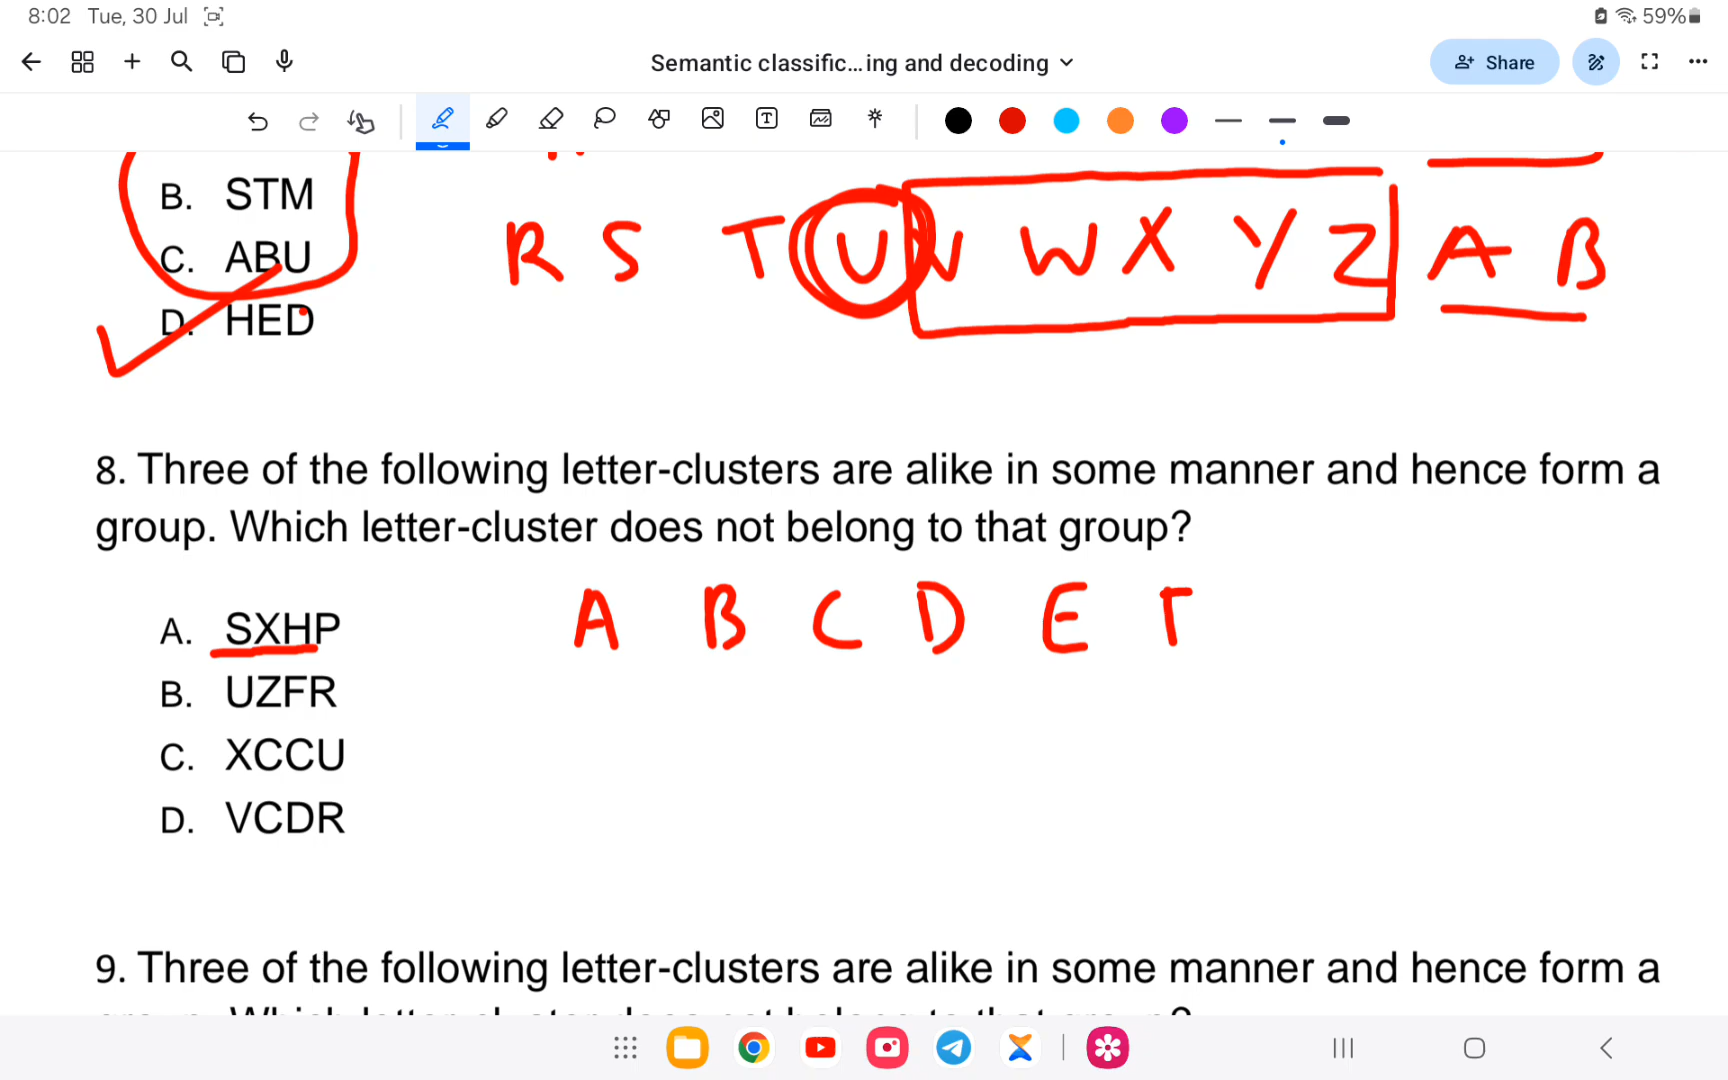 8:02 Tue, 30 Jul 59%
Semantic classific...ing and decoding Share
B. STM
C. ABU
D. HED
R S T U V W X Y Z A B
8. Three of the following letter-clusters are alike in some manner and hence form a
group. Which letter-cluster does not belong to that group?
A B C D E
A. SXHP
B. UZFR
C. XCCU
D. VCDR
9. Three of the following letter-clusters are alike in some manner and hence form a